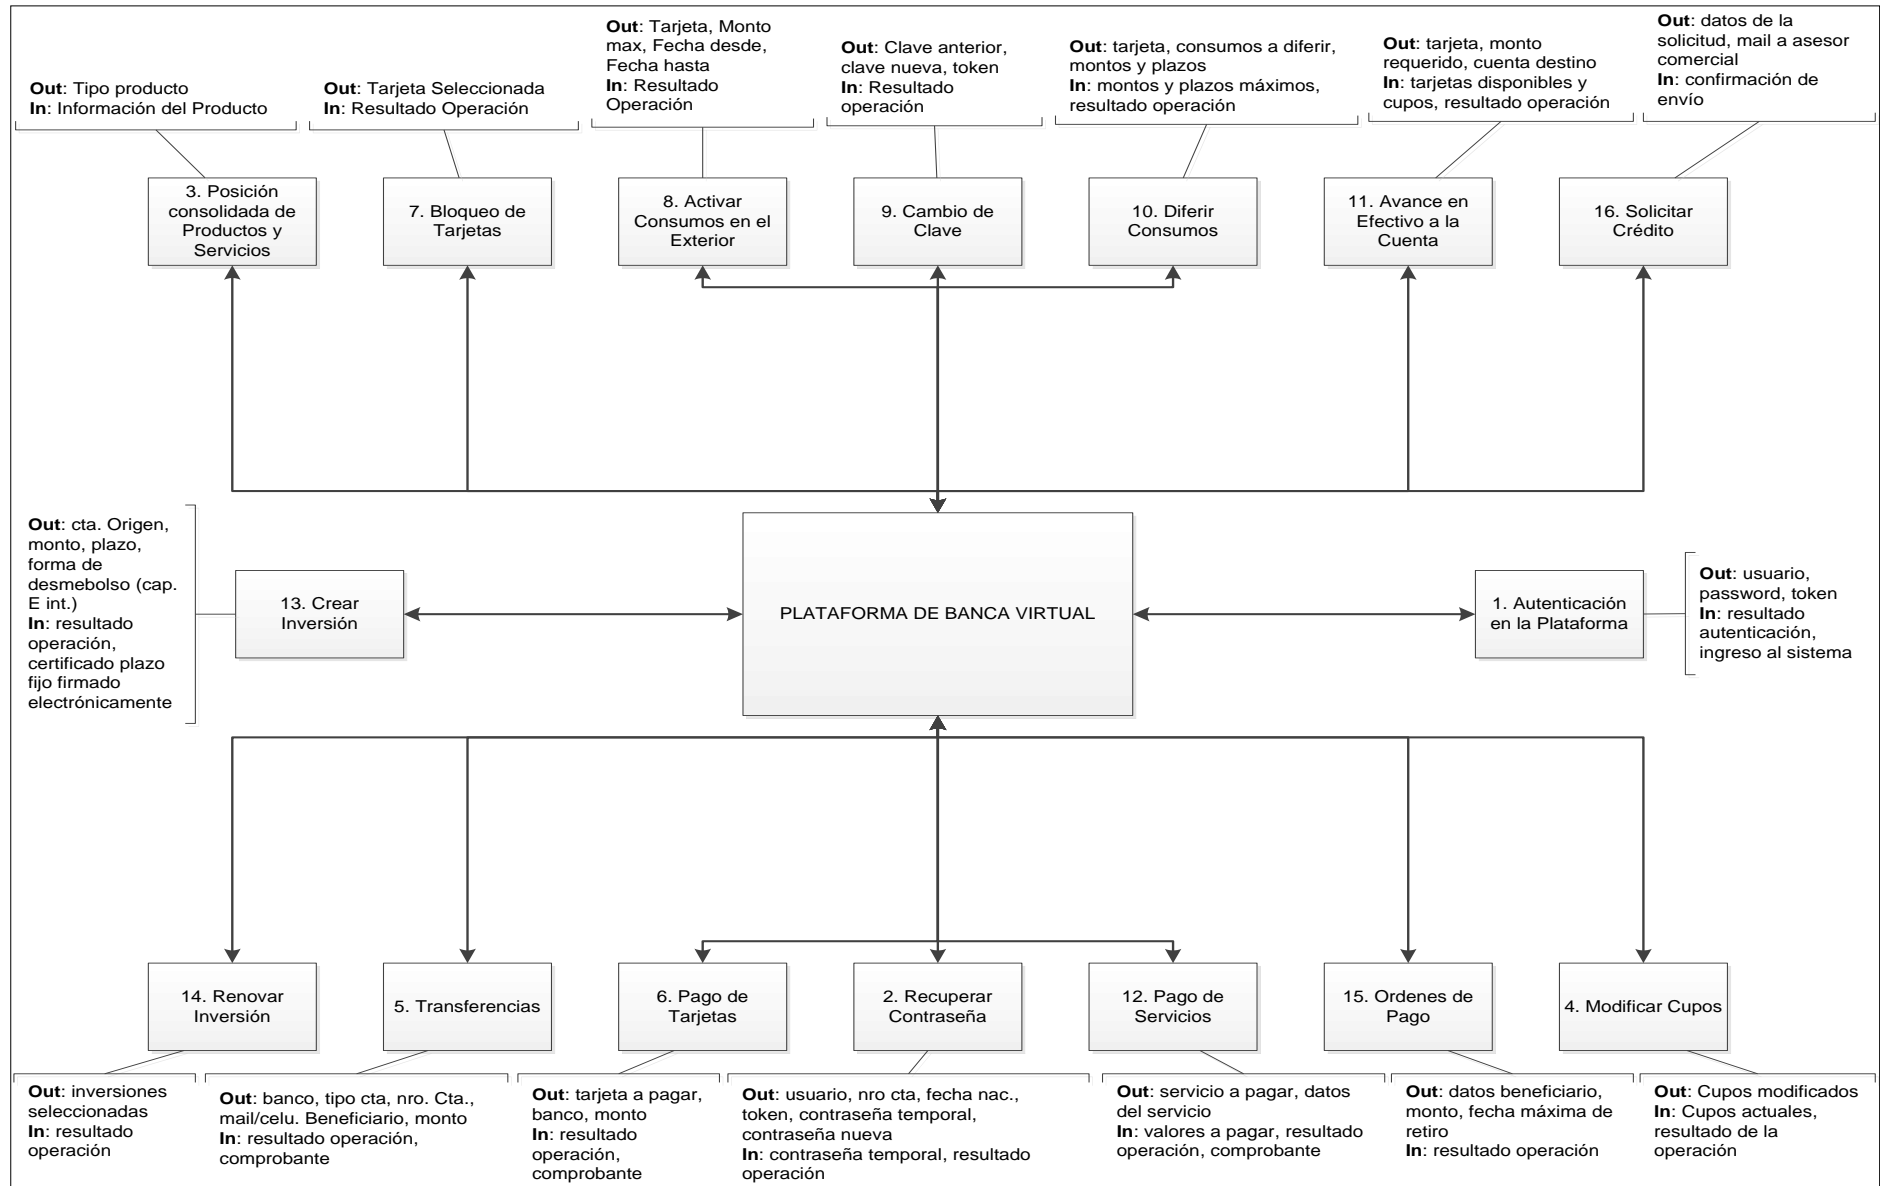 Out: Tipo producto
In: Información del Producto
Out: Tarjeta Seleccionada
In: Resultado Operación
Out: Tarjeta, Monto
max, Fecha desde,
Fecha hasta
In: Resultado
Operación
Out: Clave anterior,
clave nueva, token
In: Resultado
operación
Out: tarjeta, consumos a diferir,
montos y plazos
In: montos y plazos máximos,
resultado operación
Out: tarjeta, monto
requerido, cuenta destino
In: tarjetas disponibles y
cupos, resultado operación
Out: datos de la
solicitud, mail a asesor
comercial
In: confirmación de
envío
3. Posición
consolidada de
Productos y
Servicios
7. Bloqueo de
Tarjetas
8. Activar
Consumos en el
Exterior
9. Cambio de
Clave
10. Diferir
Consumos
11. Avance en
Efectivo a la
Cuenta
16. Solicitar
Crédito
Out: cta. Origen,
monto, plazo,
forma de
desmebolso (cap.
E int.)
In: resultado
operación,
certificado plazo
fijo firmado
electrónicamente
13. Crear
Inversión
PLATAFORMA DE BANCA VIRTUAL
1. Autenticación
en la Plataforma
Out: usuario,
password, token
In: resultado
autenticación,
ingreso al sistema
14. Renovar
Inversión
5. Transferencias
6. Pago de
Tarjetas
2. Recuperar
Contraseña
12. Pago de
Servicios
15. Ordenes de
Pago
4. Modificar Cupos
Out: inversiones
seleccionadas
In: resultado
operación
Out: banco, tipo cta, nro. Cta.,
mail/celu. Beneficiario, monto
In: resultado operación,
comprobante
Out: tarjeta a pagar,
banco, monto
In: resultado
operación,
comprobante
Out: usuario, nro cta, fecha nac.,
token, contraseña temporal,
contraseña nueva
In: contraseña temporal, resultado
operación
Out: servicio a pagar, datos
del servicio
In: valores a pagar, resultado
operación, comprobante
Out: datos beneficiario,
monto, fecha máxima de
retiro
In: resultado operación
Out: Cupos modificados
In: Cupos actuales,
resultado de la
operación